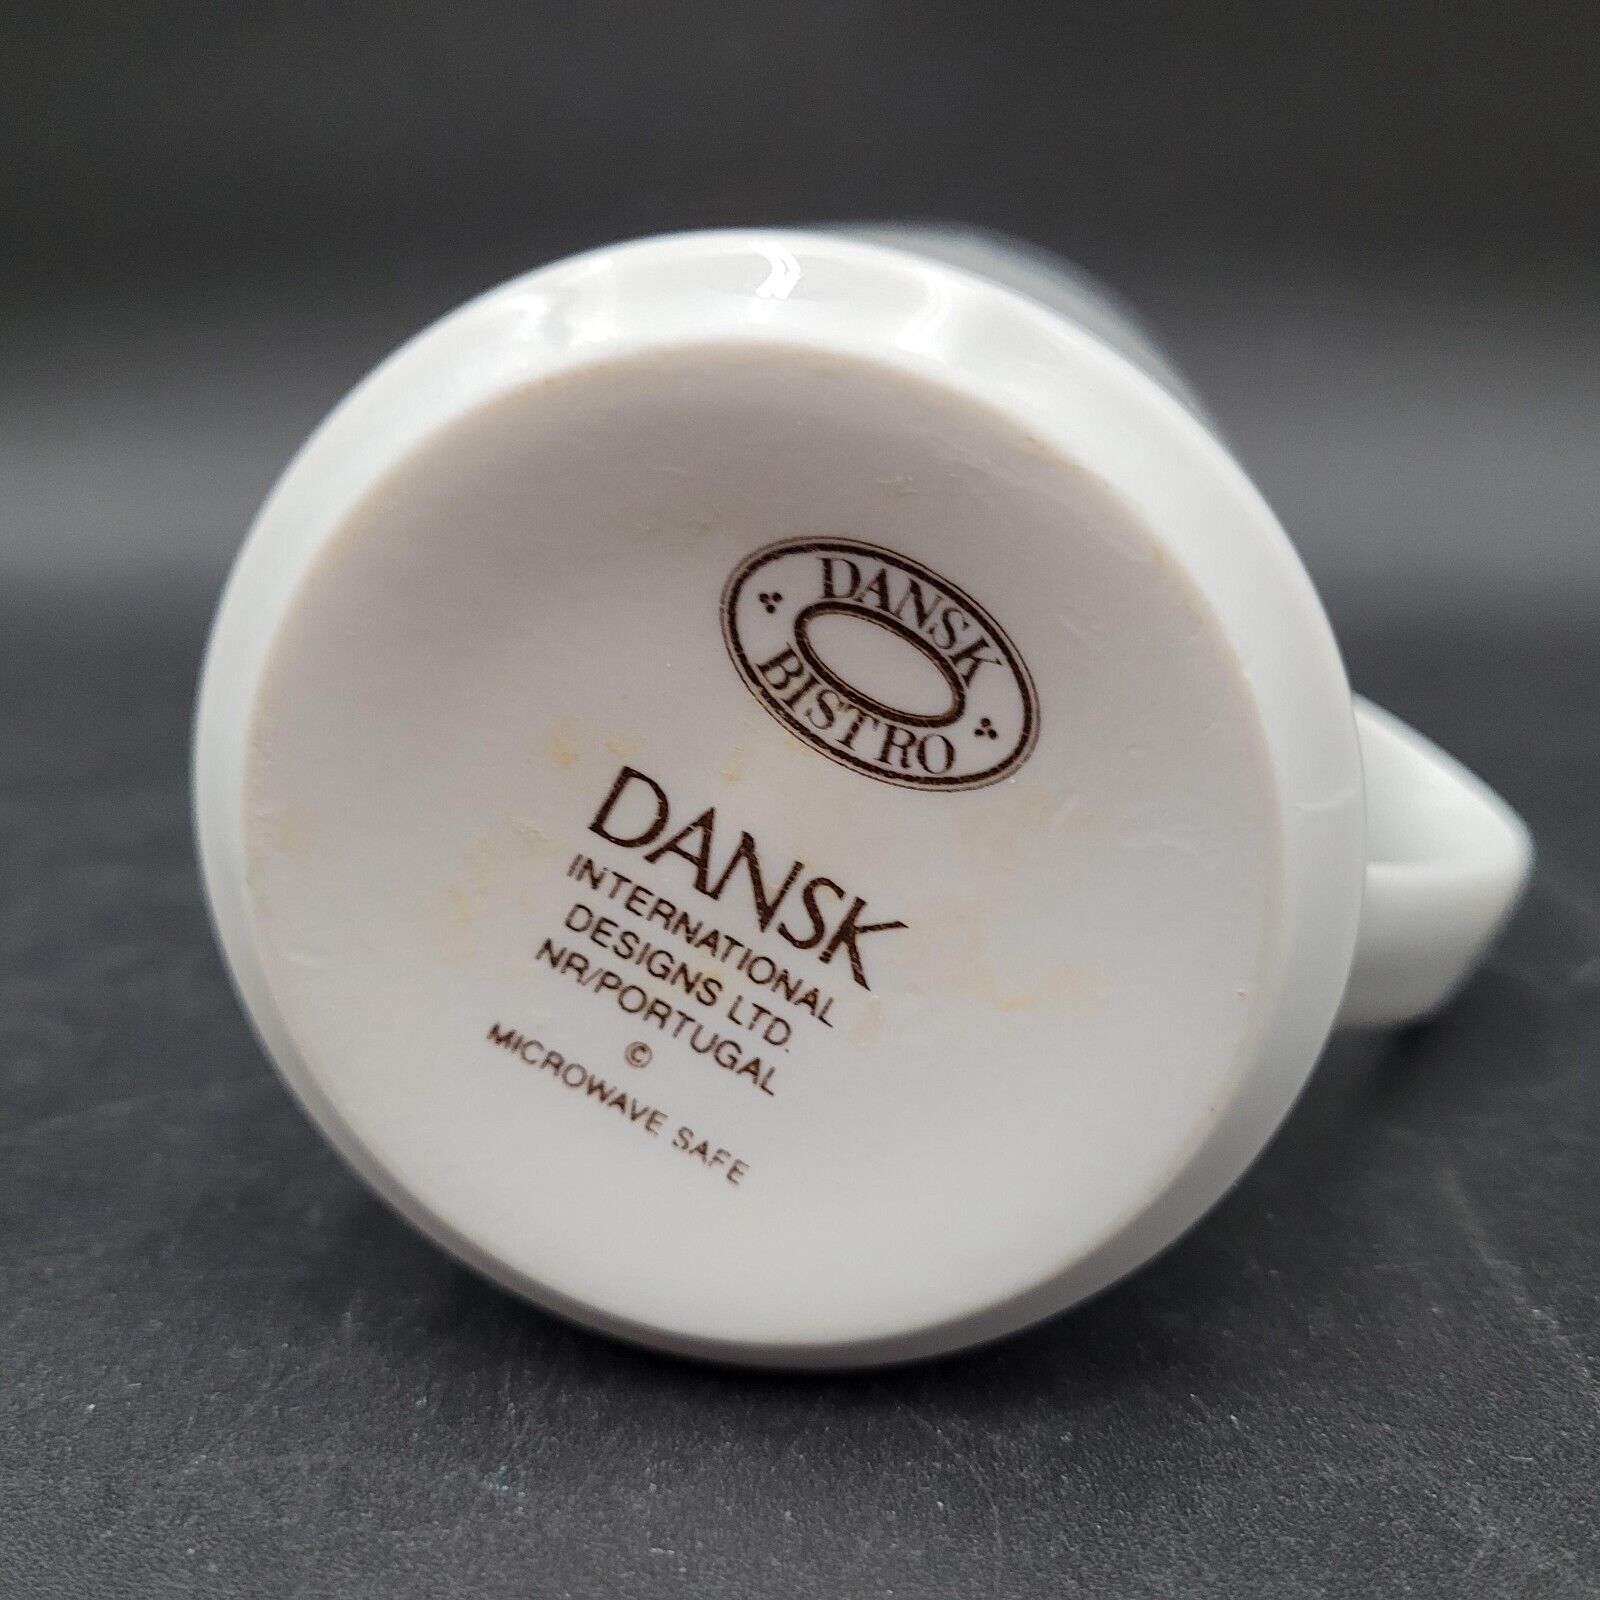 DANSK
BISTRO
DANSK
INTERNATIONAL
DESIGNS LTD.
NR/PORTUGAL
©
MICROWAVE SAFE